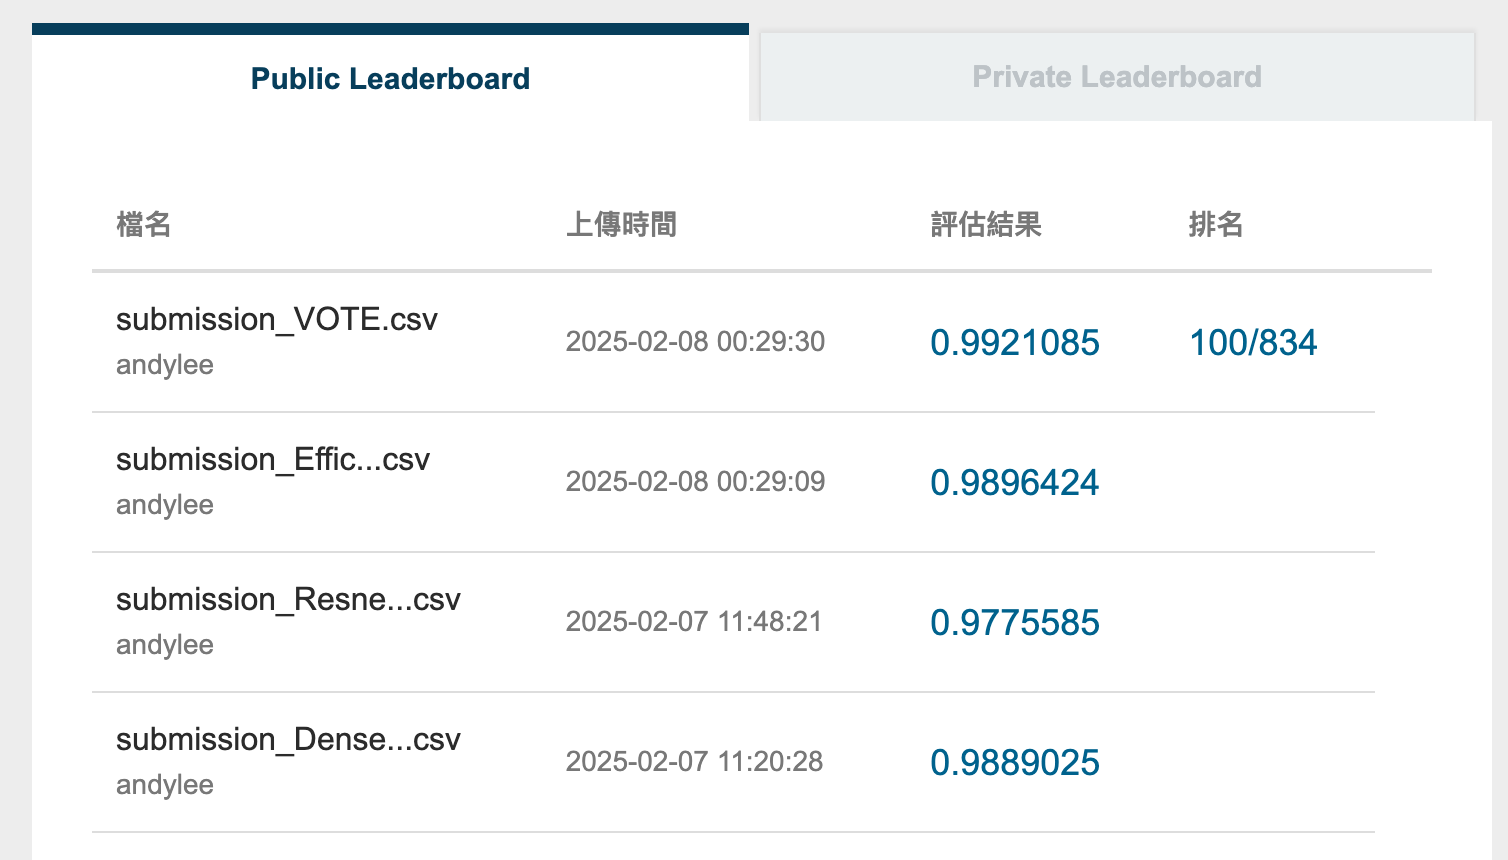 Public Leaderboard
Private Leaderboard
檔名 上傳時間 評估結果 排名
submission_VOTE.csv
andylee
2025-02-08 00:29:30 0.9921085 100/834
submission_Effic...csv
andylee
2025-02-08 00:29:09 0.9896424
submission_Resne...csv
andylee
2025-02-07 11:48:21 0.9775585
submission_Dense...csv
andylee
2025-02-07 11:20:28 0.9889025